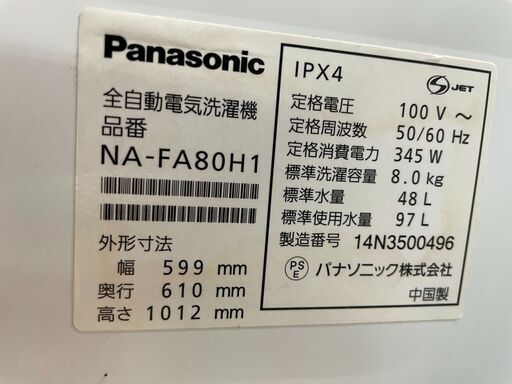 Panasonic
全自動電気洗濯機
品番
NA-FA80H1
外形寸法
幅 599 mm
奥行 610 mm
高さ 1012 mm
IPX4
S JET
定格電圧 100 V ～
定格周波数 50/60 Hz
定格消費電力 345 W
標準洗濯容量 8.0 kg
標準水量 48 L
標準使用水量 97 L
製造番号 14N3500496
PSE パナソニック株式会社
中国製